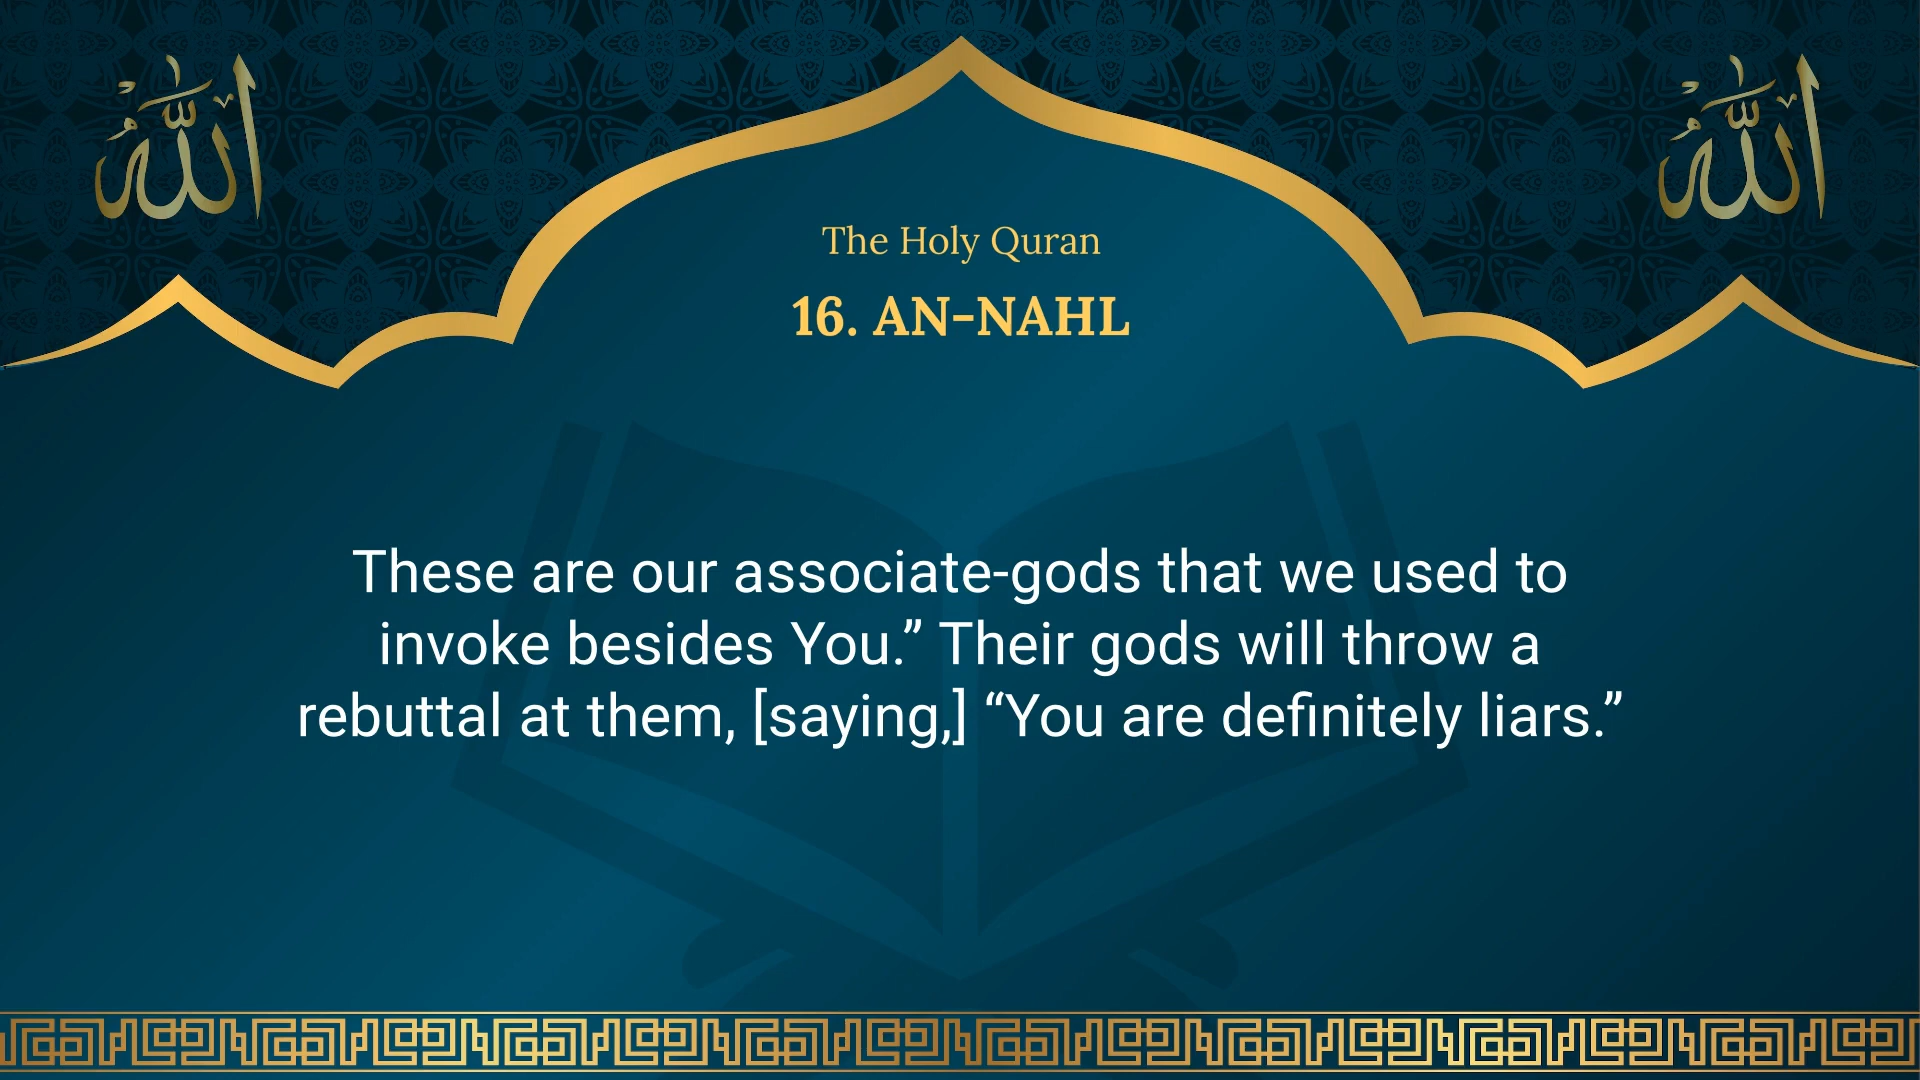 الله
الله
The Holy Quran
16. AN-NAHL
These are our associate-gods that we used to
invoke besides You.” Their gods will throw a
rebuttal at them, [saying,] “You are definitely liars.”